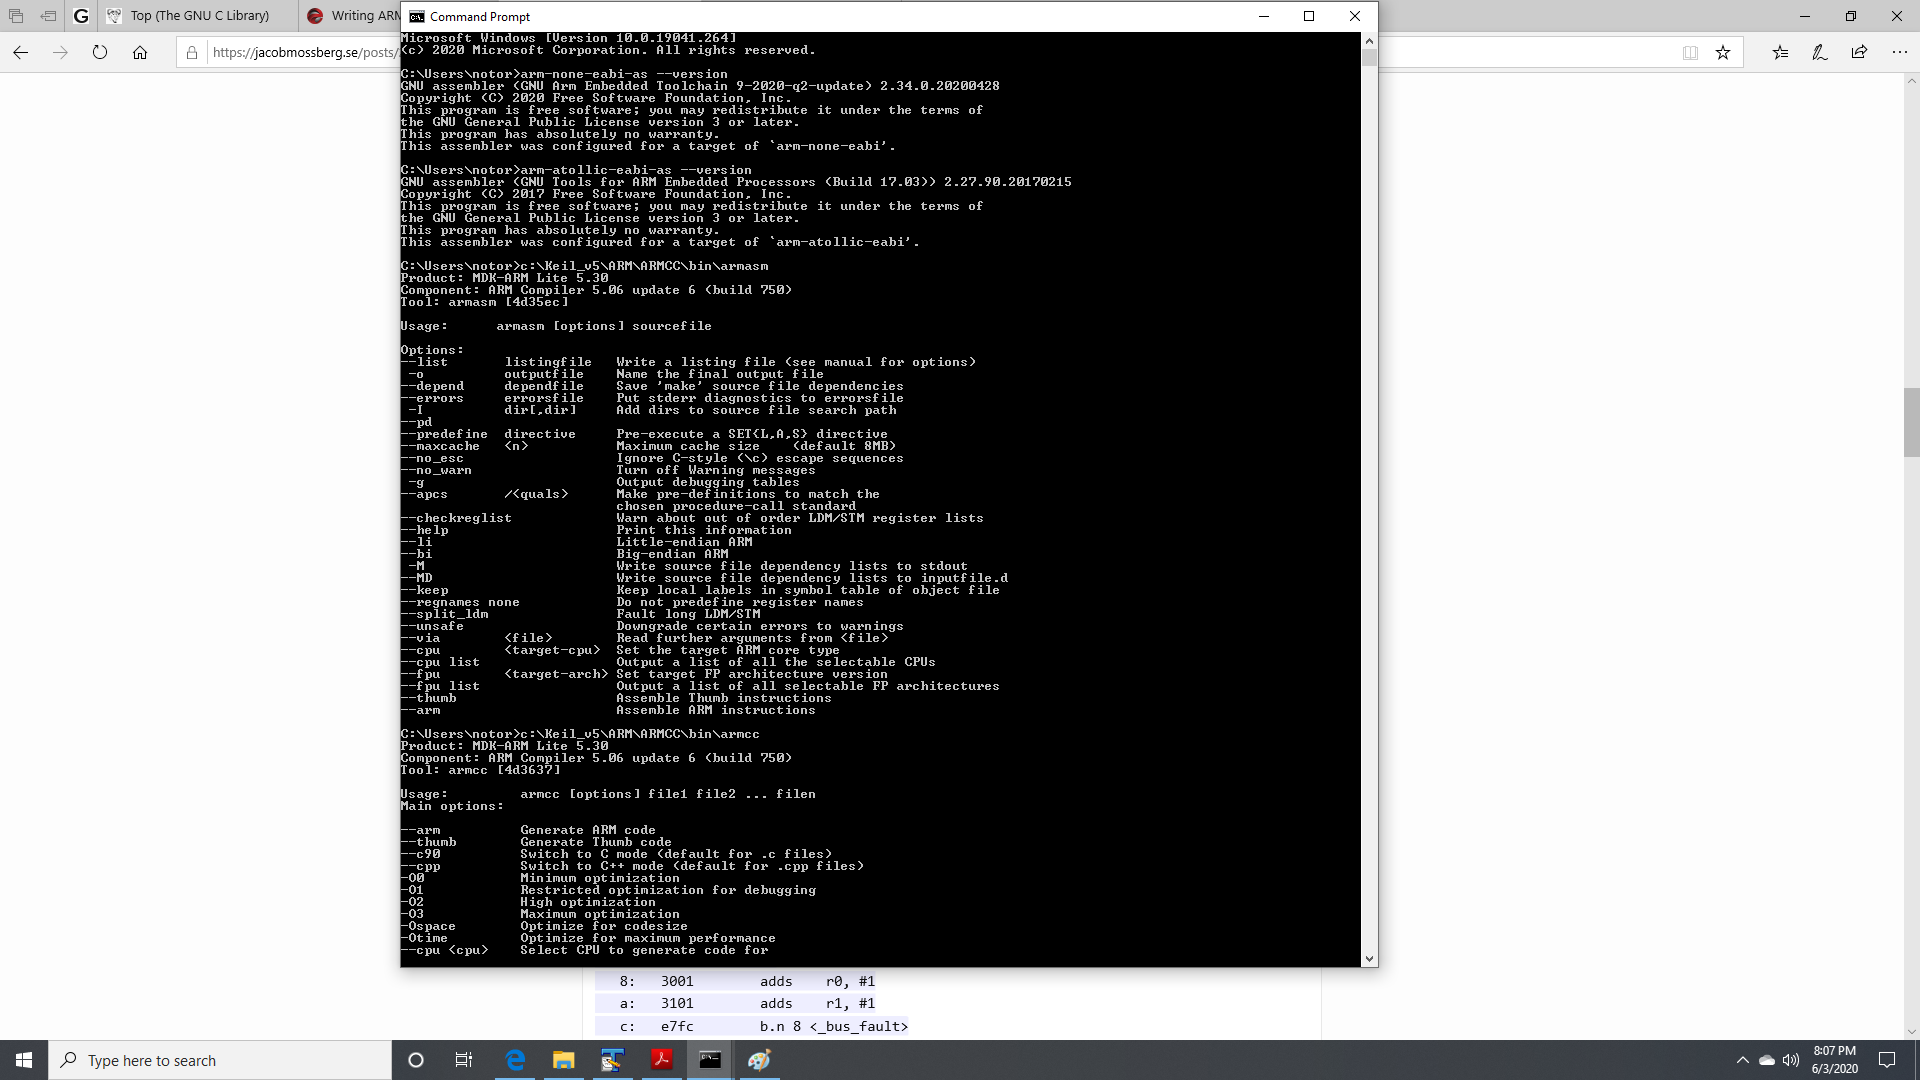 Top (The GNU C Library)
Writing ARM
Command Prompt
https://jacobmossberg.se/posts/
Microsoft Windows [Version 10.0.19041.264]
(c) 2020 Microsoft Corporation. All rights reserved.
C:\Users\notor>arm-none-eabi-as --version
GNU assembler (GNU Arm Embedded Toolchain 9-2020-q2-update) 2.34.0.20200428
Copyright (C) 2020 Free Software Foundation, Inc.
This program is free software; you may redistribute it under the terms of
the GNU General Public License version 3 or later.
This program has absolutely no warranty.
This assembler was configured for a target of `arm-none-eabi'.
C:\Users\notor>arm-atollic-eabi-as --version
GNU assembler (GNU Tools for ARM Embedded Processors (Build 17.03)) 2.27.90.20170215
Copyright (C) 2017 Free Software Foundation, Inc.
This program is free software; you may redistribute it under the terms of
the GNU General Public License version 3 or later.
This program has absolutely no warranty.
This assembler was configured for a target of `arm-atollic-eabi'.
C:\Users\notor>c:\Keil_v5\ARM\ARMCC\bin\armasm
Product: MDK-ARM Lite 5.30
Component: ARM Compiler 5.06 update 6 (build 750)
Tool: armasm [4d35ec]
Usage:      armasm [options] sourcefile
Options:
--list       listingfile   Write a listing file (see manual for options)
 -o          outputfile    Name the final output file
--depend     dependfile    Save 'make' source file dependencies
--errors     errorsfile    Put stderr diagnostics to errorsfile
 -I          dir[,dir]     Add dirs to source file search path
--pd
--predefine  directive     Pre-execute a SET{L,A,S} directive
--maxcache   <n>           Maximum cache size    (default 8MB)
--no_esc                   Ignore C-style (\c) escape sequences
--no_warn                  Turn off Warning messages
 -g                        Output debugging tables
--apcs       /<quals>      Make pre-definitions to match the
                           chosen procedure-call standard
--checkreglist             Warn about out of order LDM/STM register lists
--help                     Print this information
--li                       Little-endian ARM
--bi                       Big-endian ARM
 -M                        Write source file dependency lists to stdout
--MD                       Write source file dependency lists to inputfile.d
--keep                     Keep local labels in symbol table of object file
--regnames none            Do not predefine register names
--split_ldm                Fault long LDM/STM
--unsafe                   Downgrade certain errors to warnings
--via        <file>        Read further arguments from <file>
--cpu        <target-cpu>  Set the target ARM core type
--cpu list                 Output a list of all the selectable CPUs
--fpu        <target-arch> Set target FP architecture version
--fpu list                 Output a list of all selectable FP architectures
--thumb                    Assemble Thumb instructions
--arm                      Assemble ARM instructions
C:\Users\notor>c:\Keil_v5\ARM\ARMCC\bin\armcc
Product: MDK-ARM Lite 5.30
Component: ARM Compiler 5.06 update 6 (build 750)
Tool: armcc [4d3637]
Usage:         armcc [options] file1 file2 ... filen
Main options:
--arm          Generate ARM code
--thumb        Generate Thumb code
--c90          Switch to C mode (default for .c files)
--cpp          Switch to C++ mode (default for .cpp files)
-O0            Minimum optimization
-O1            Restricted optimization for debugging
-O2            High optimization
-O3            Maximum optimization
-Ospace        Optimize for codesize
-Otime         Optimize for maximum performance
--cpu <cpu>    Select CPU to generate code for
8:   3001        adds    r0, #1
a:   3101        adds    r1, #1
c:   e7fc        b.n 8 <_bus_fault>
Type here to search
8:07 PM
6/3/2020